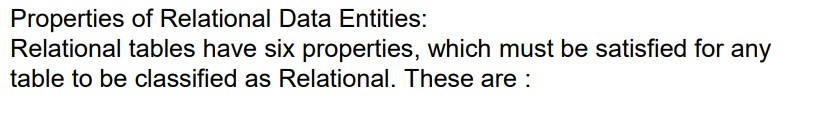 Properties of Relational Data Entities:
Relational tables have six properties, which must be satisfied for any
table to be classified as Relational. These are :